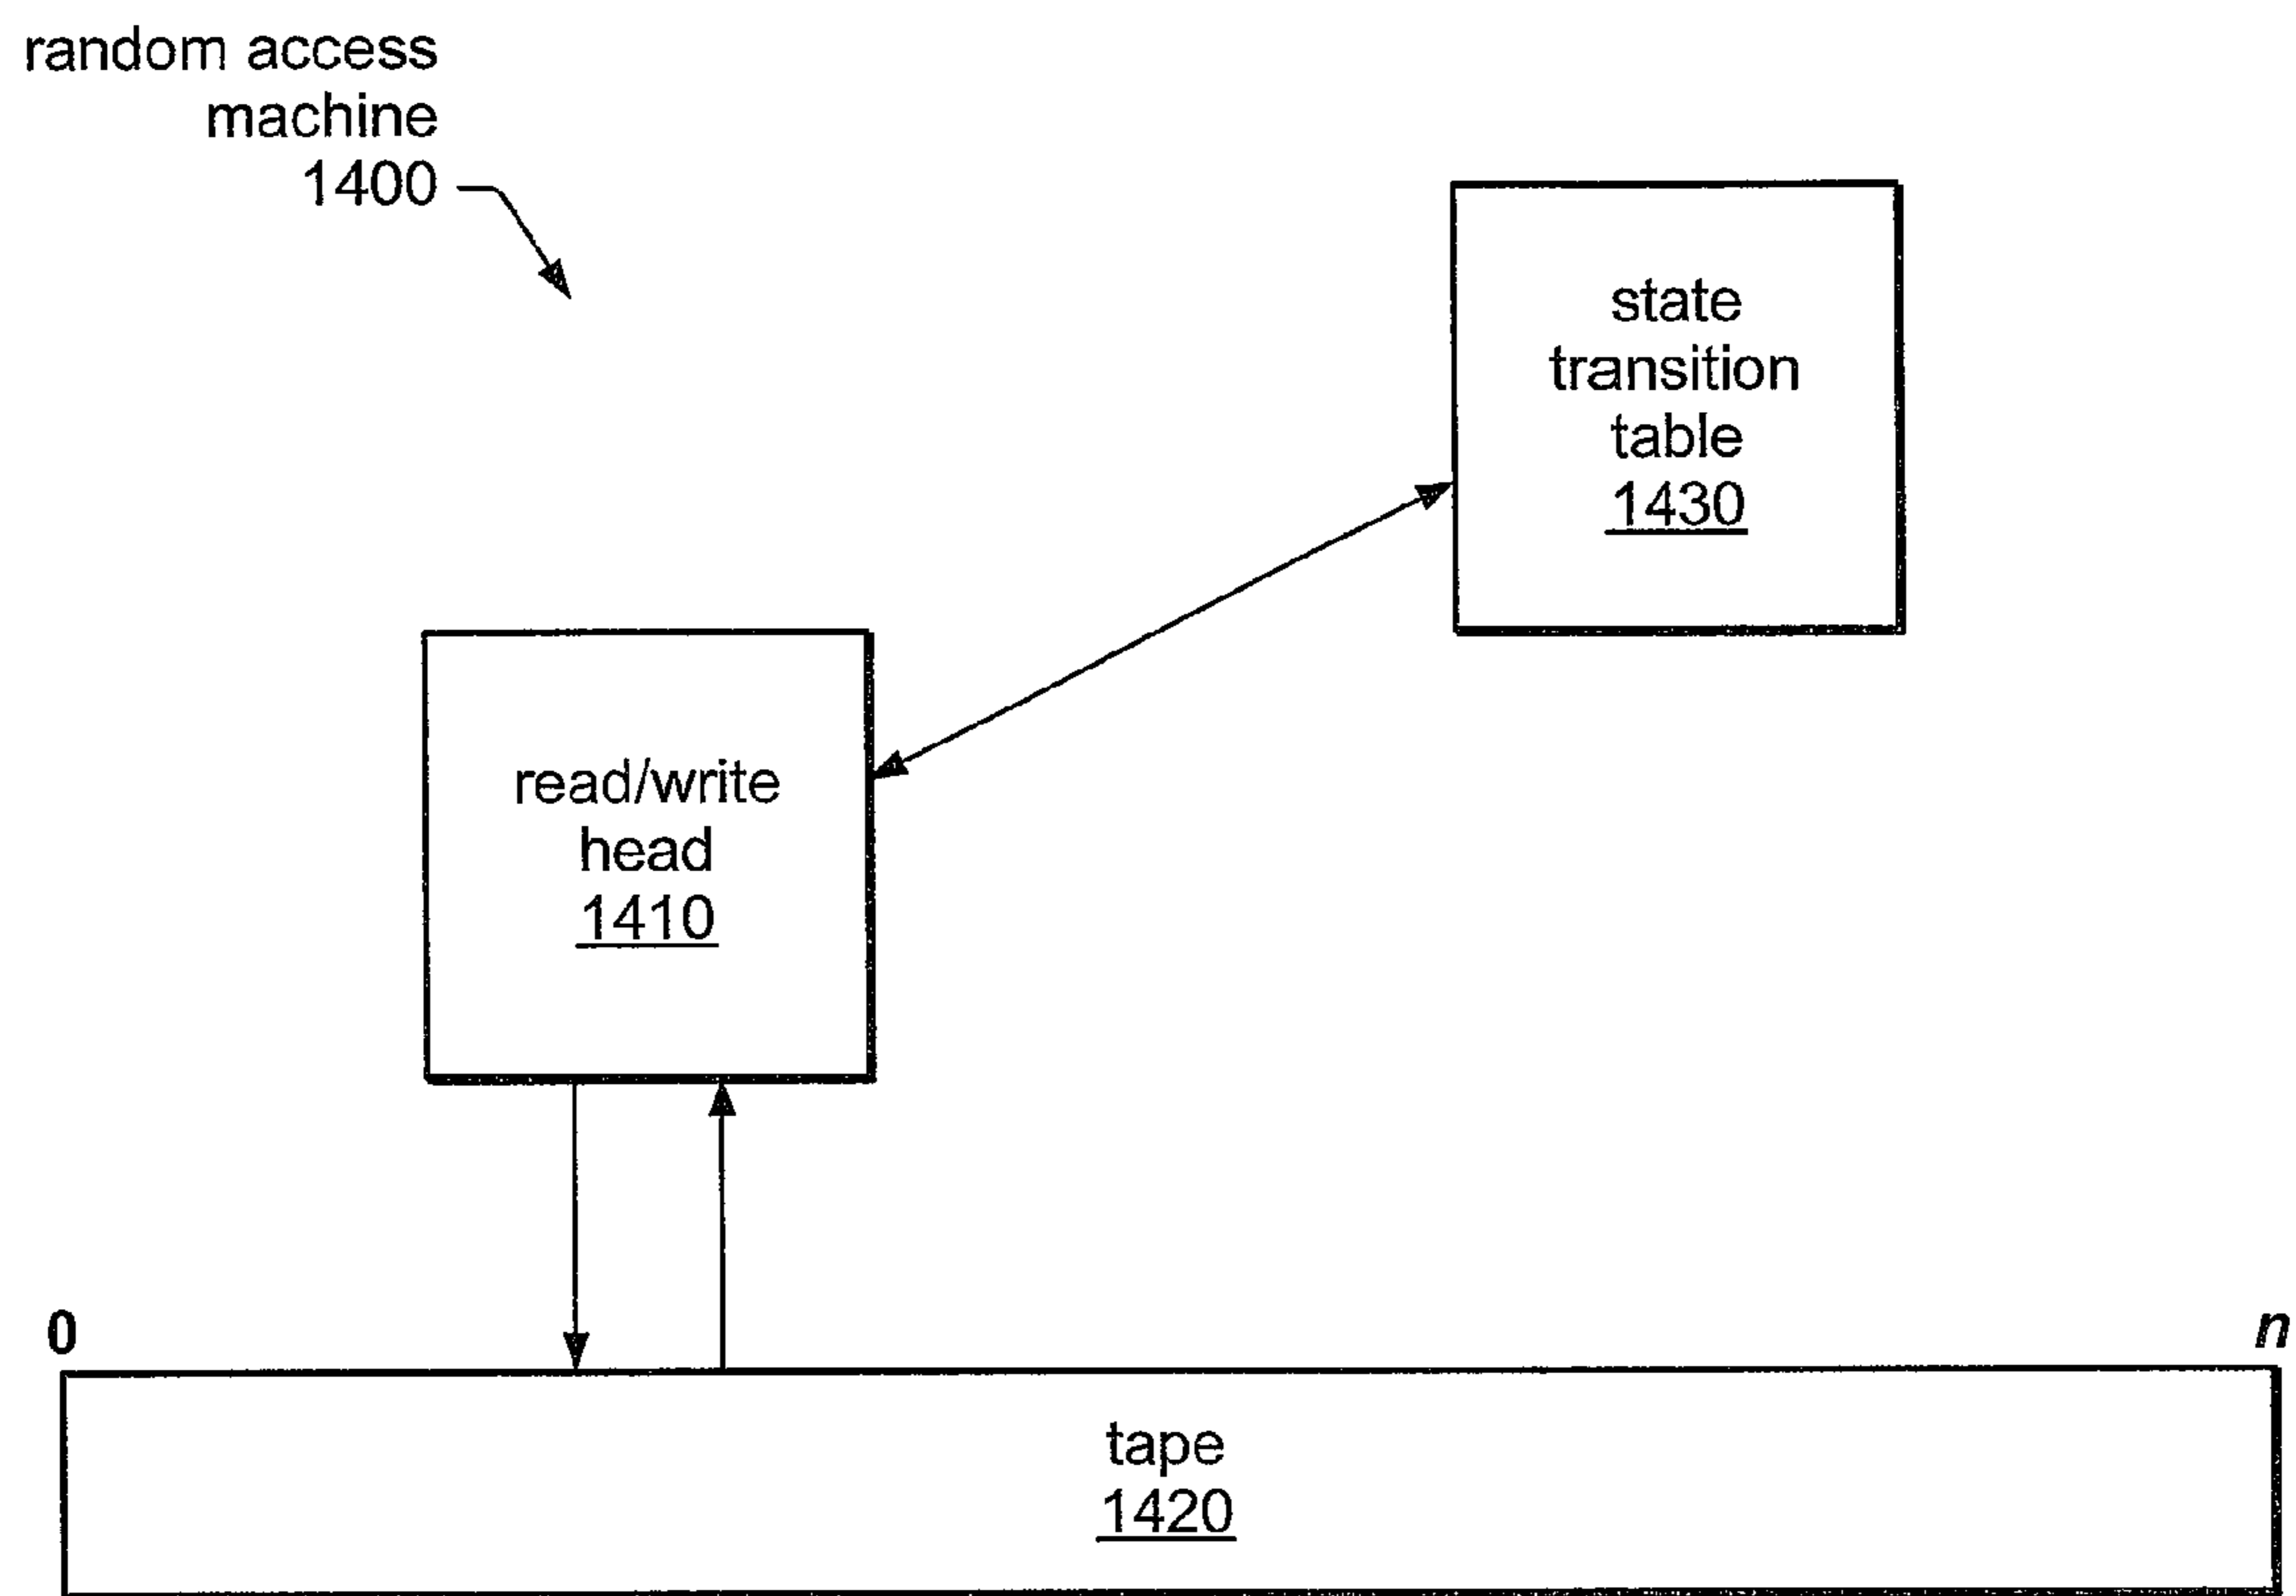 random access
machine
1400
state
transition
table
1430
read/write
head
1410
0
n
tape
1420